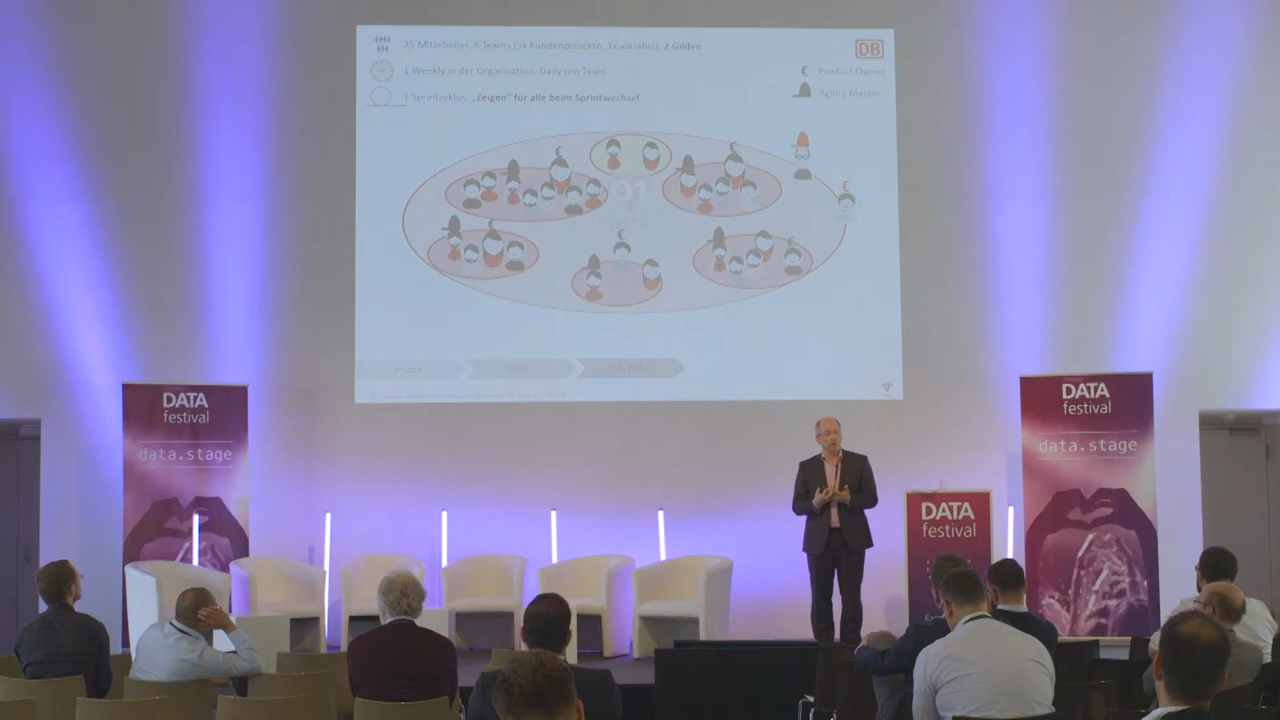 25 Mitarbeiter, 6 Teams (5x Kundenprojekte, 1x variabel), 2 Gilden
1 Weekly in der Organisation. Daily pro Team
1 Sprintzyklus. „Zeigen" für alle beim Sprintwechsel
DB
€ Product Owner
Agility Master
€
€
€
€
€
€
DATA
festival
data.stage
DATA
festival
data.stage
DATA
festival